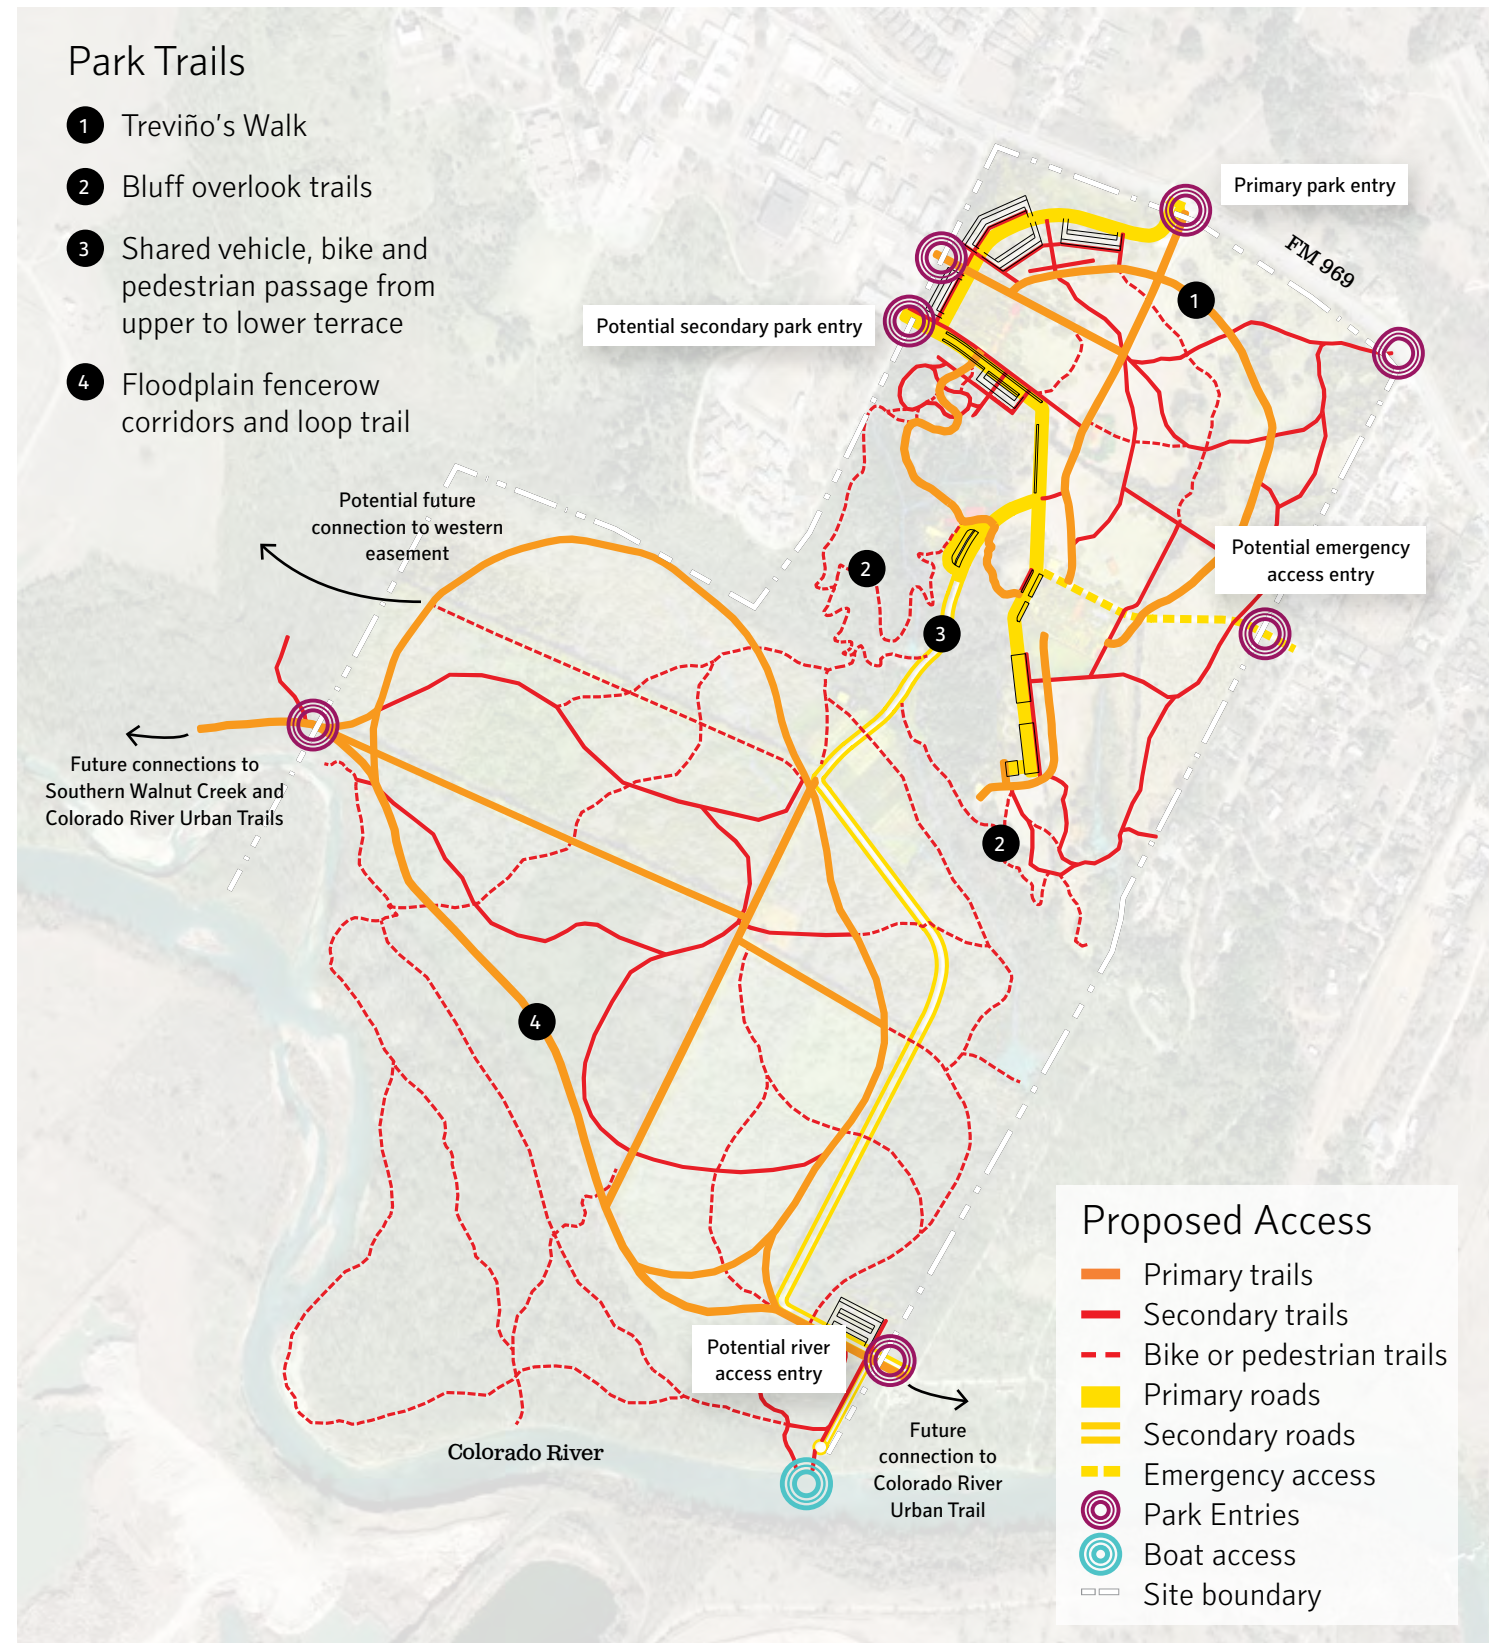 Park Trails
1 Treviño's Walk
2 Bluff overlook trails
3 Shared vehicle, bike and
pedestrian passage from
upper to lower terrace
4 Floodplain fencerow
corridors and loop trail
Primary park entry
FM 969
1
Potential secondary park entry
Potential future
connection to western
easement
2
Potential emergency
access entry
3
Future connections to
Southern Walnut Creek and
Colorado River Urban Trails
2
4
Potential river
access entry
Colorado River
Future
connection to
Colorado River
Urban Trail
Proposed Access
Primary trails
Secondary trails
Bike or pedestrian trails
Primary roads
Secondary roads
Emergency access
Park Entries
Boat access
Site boundary